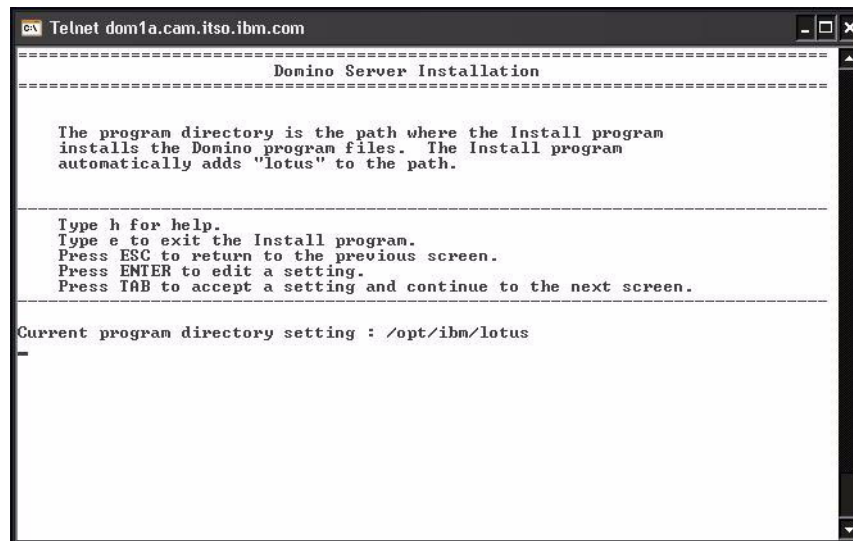 Telnet dom1a.cam.itso.ibm.com
Domino Server Installation
The program directory is the path where the Install program
installs the Domino program files. The Install program
automatically adds "lotus" to the path.
Type h for help.
Type e to exit the Install program.
Press ESC to return to the previous screen.
Press ENTER to edit a setting.
Press TAB to accept a setting and continue to the next screen.
Current program directory setting : /opt/ibm/lotus